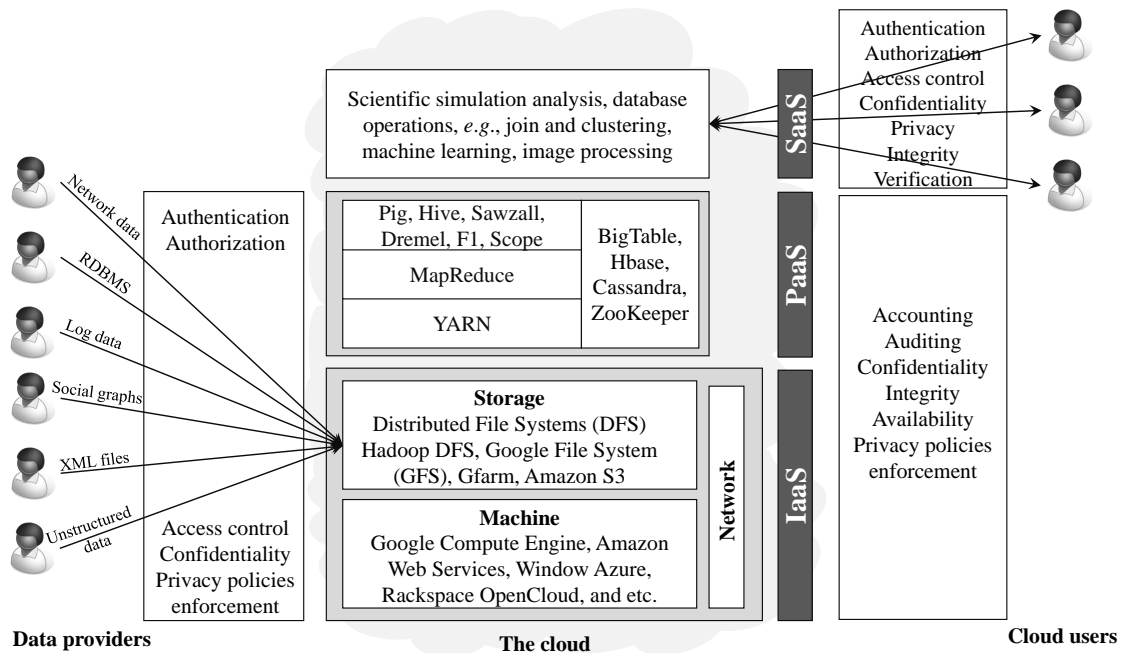 Network data
RDBMS
Log data
Social graphs
XML files
Unstructured
data
Data providers
Authentication
Authorization
Access control
Confidentiality
Privacy policies
enforcement
Scientific simulation analysis, database
operations, e.g., join and clustering,
machine learning, image processing
Pig, Hive, Sawzall,
Dremel, F1, Scope
MapReduce
YARN
BigTable,
Hbase,
Cassandra,
ZooKeeper
Storage
Distributed File Systems (DFS)
Hadoop DFS, Google File System
(GFS), Gfarm, Amazon S3
Machine
Google Compute Engine, Amazon
Web Services, Window Azure,
Rackspace OpenCloud, and etc.
Network
The cloud
SaaS
PaaS
IaaS
Authentication
Authorization
Access control
Confidentiality
Privacy
Integrity
Verification
Accounting
Auditing
Confidentiality
Integrity
Availability
Privacy policies
enforcement
Cloud users